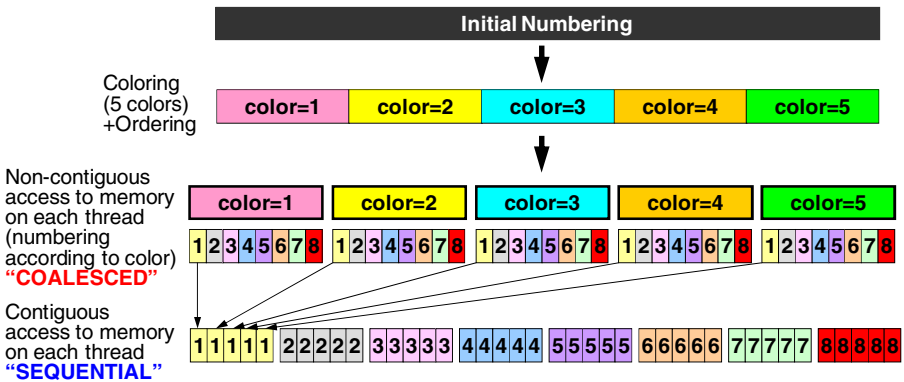 Initial Numbering
Coloring
(5 colors)
+Ordering
color=1 color=2 color=3 color=4 color=5
Non-contiguous
access to memory
on each thread
(numbering
according to color)
“COALESCED”
color=1 color=2 color=3 color=4 color=5
12345678 12345678 12345678 12345678 12345678
Contiguous
access to memory
on each thread
“SEQUENTIAL”
11111 22222 33333 44444 55555 66666 77777 88888